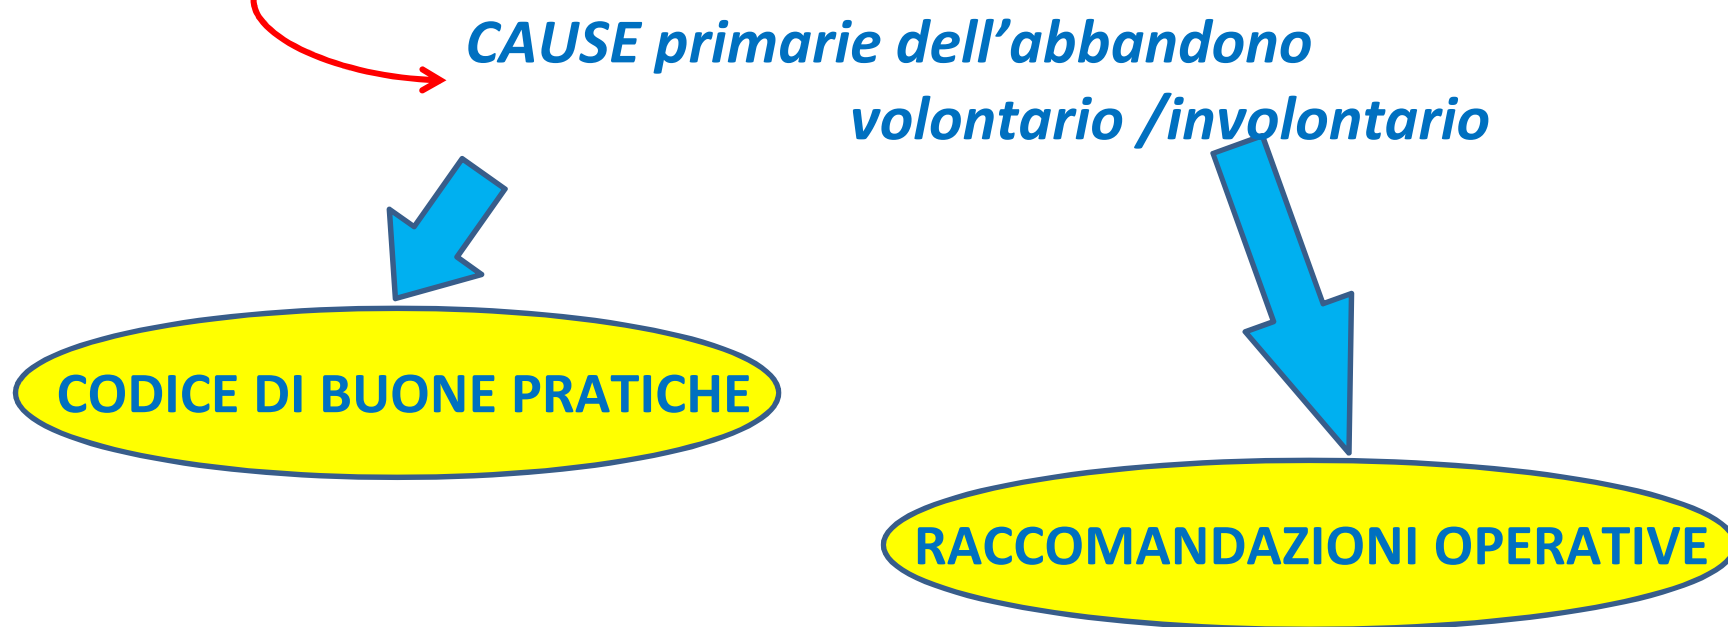 CAUSE primarie dell’abbandono
volontario /involontario
CODICE DI BUONE PRATICHE
RACCOMANDAZIONI OPERATIVE